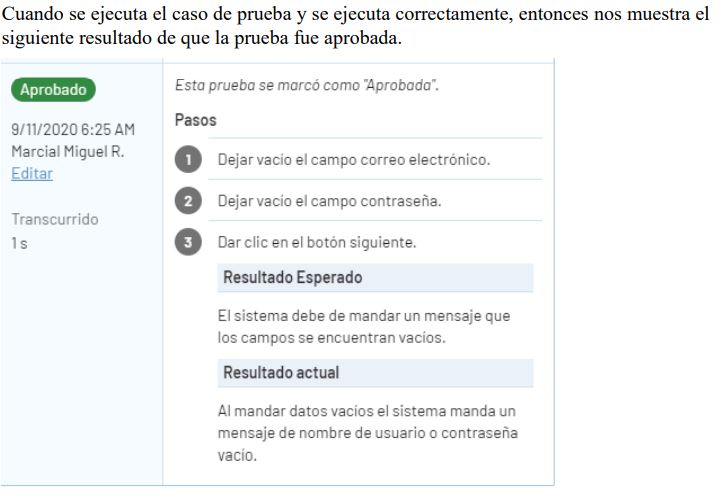 Cuando se ejecuta el caso de prueba y se ejecuta correctamente, entonces nos muestra el
siguiente resultado de que la prueba fue aprobada.
Aprobado
9/11/2020 6:25 AM
Marcial Miguel R.
Editar
Transcurrido
1 s
Esta prueba se marcó como "Aprobada".
Pasos
1 Dejar vacío el campo correo electrónico.
2 Dejar vacío el campo contraseña.
3 Dar clic en el botón siguiente.
Resultado Esperado
El sistema debe de mandar un mensaje que
los campos se encuentran vacíos.
Resultado actual
Al mandar datos vacios el sistema manda un
mensaje de nombre de usuario o contraseña
vacío.